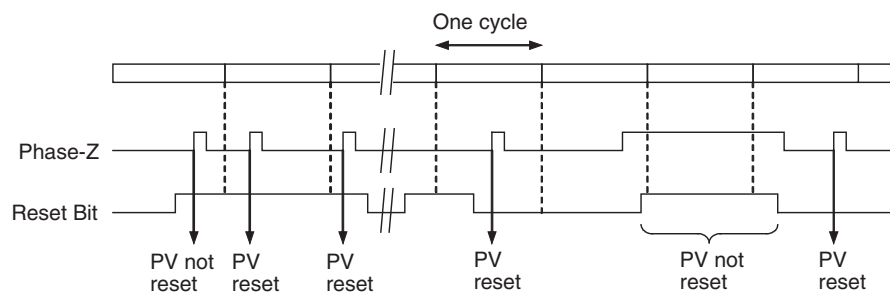 One cycle
Phase-Z
Reset Bit
PV not
reset
PV
reset
PV
reset
PV
reset
PV not
reset
PV
reset